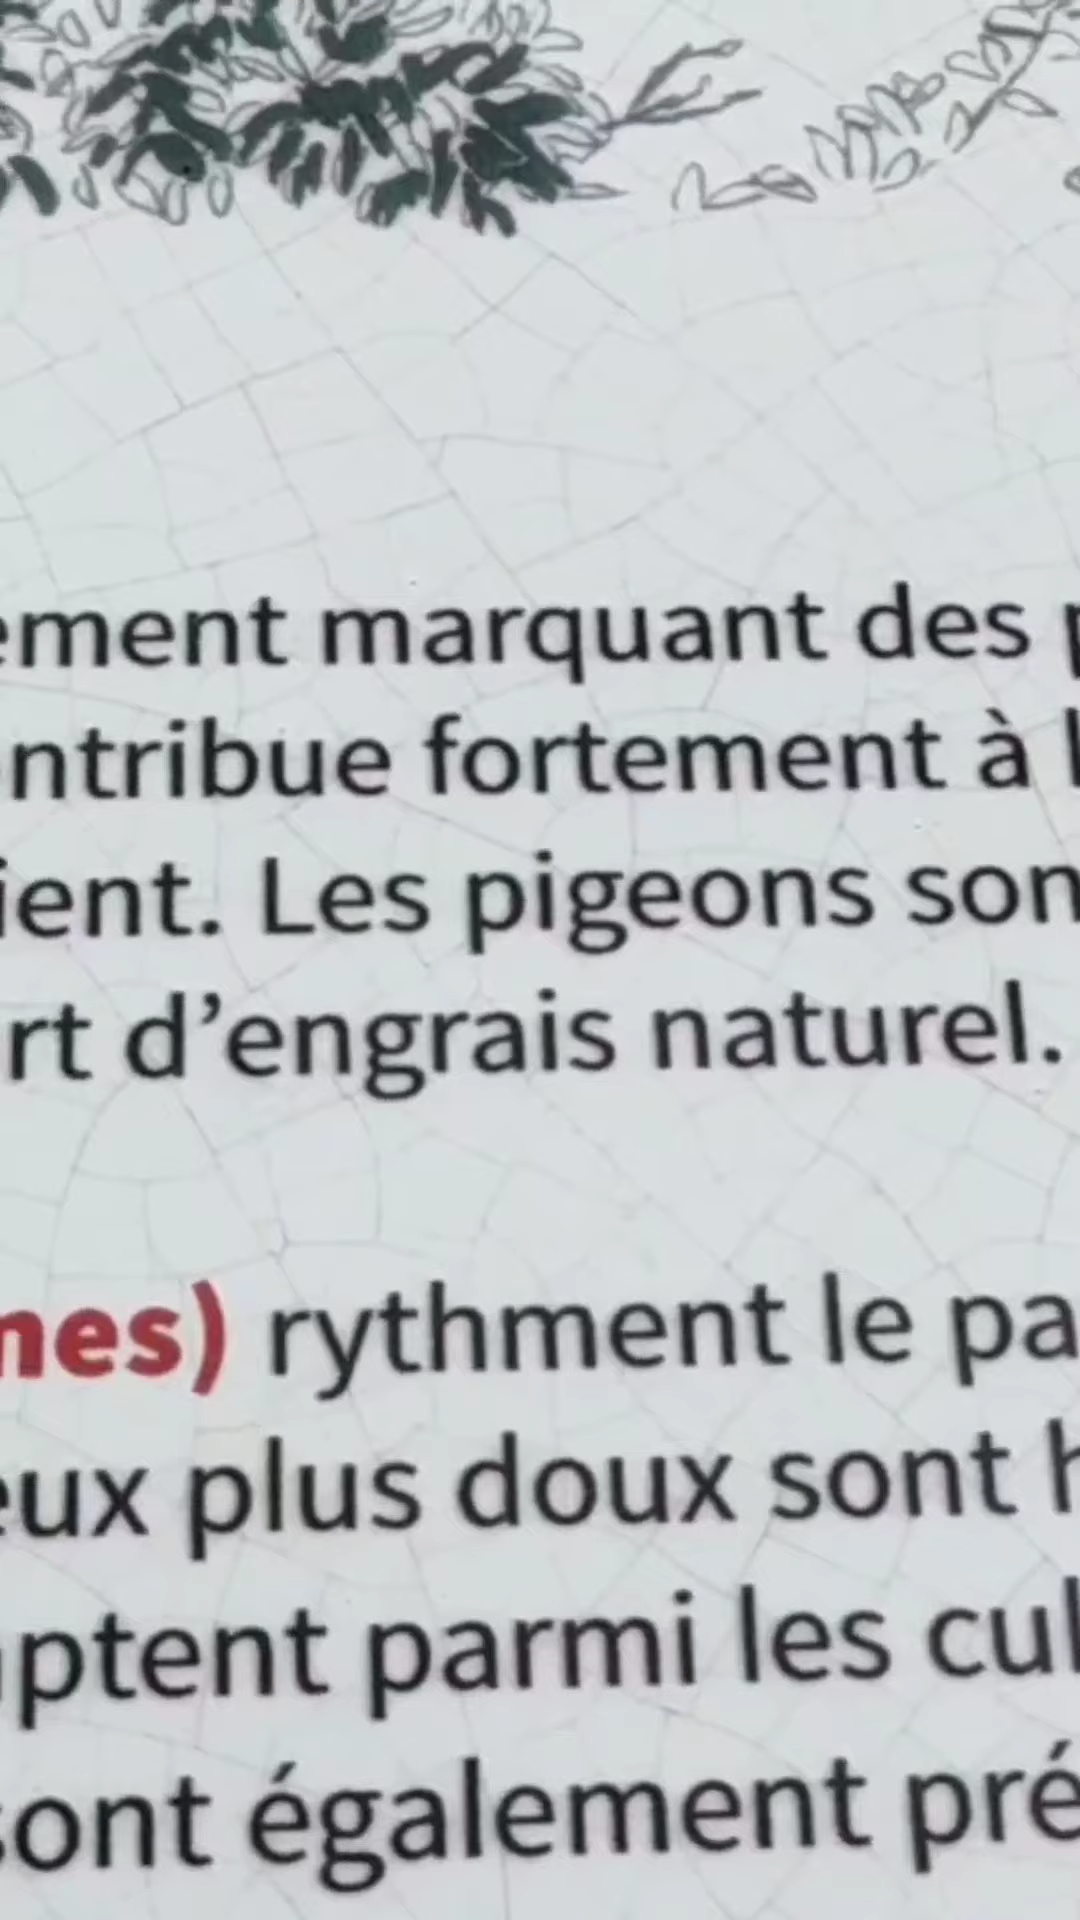 ement marquant des
ntribue fortement à
ient. Les pigeons son
rt d’engrais naturel.
nes) rythment le pa
eux plus doux sont
ptent parmi les cul
sont également pré